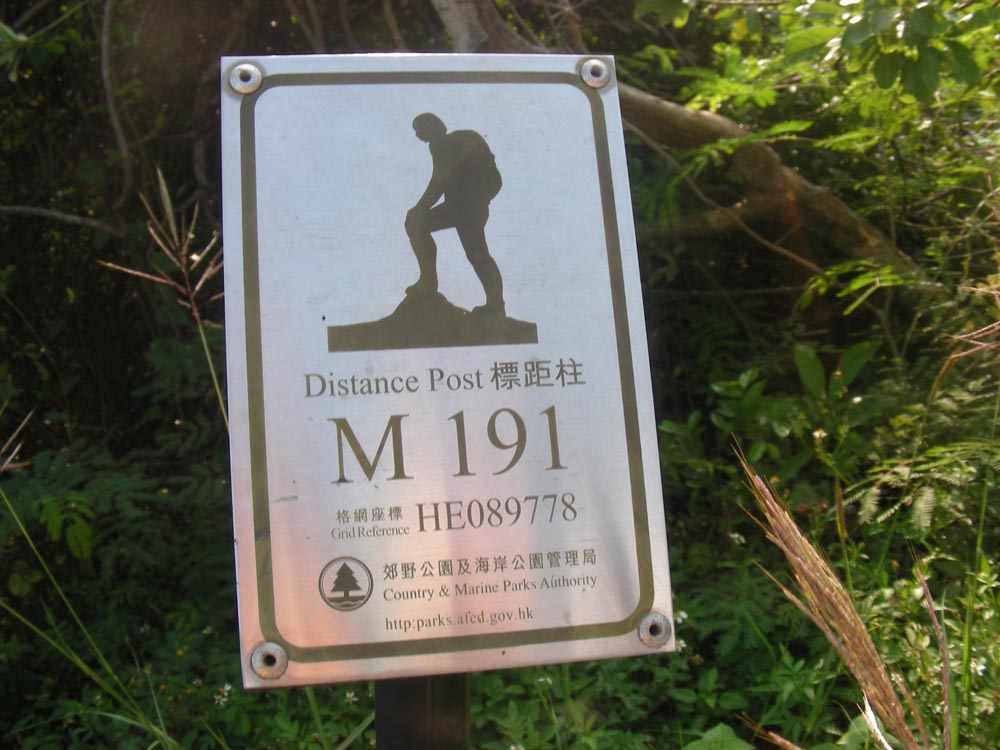 Distance Post 標距柱
M 191
格網座標
Grid Reference HE089778
郊野公園及海岸公園管理局
Country & Marine Parks Authority
http:parks.afcd.gov.hk